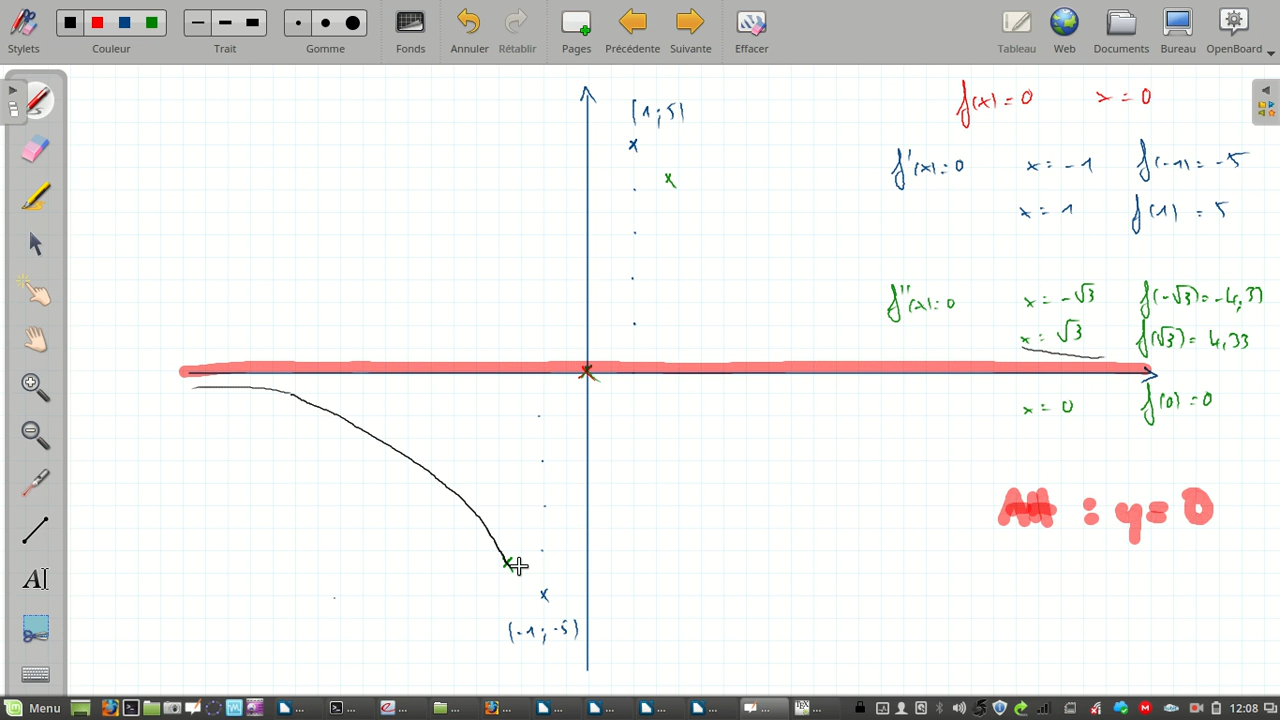 Stylets Couleur Trait Gomme Fonds Annuler Rétablir Pages Précédente Suivante Effacer Tableau Web Documents Bureau OpenBoard
(1 ; 5)
f(x) = 0 x = 0
f'(x) = 0 x = -1 f(-1) = -5
x = 1 f(1) = 5
f''(x) = 0 x = -√3 f(-√3) = -4,33
x = √3 f(√3) = 4,33
x = 0 f(0) = 0
AH : y = 0
(-1 ; -5)
AI
Menu 12:08